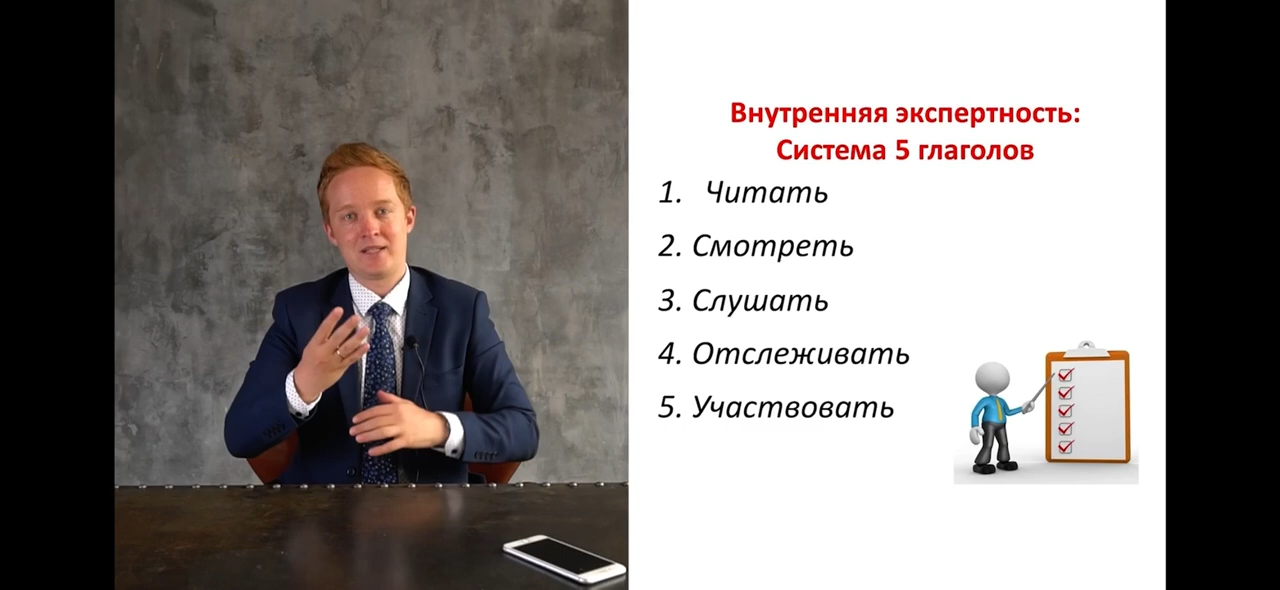 Внутренняя экспертность:
Система 5 глаголов
1. Читать
2. Смотреть
3. Слушать
4. Отслеживать
5. Участвовать